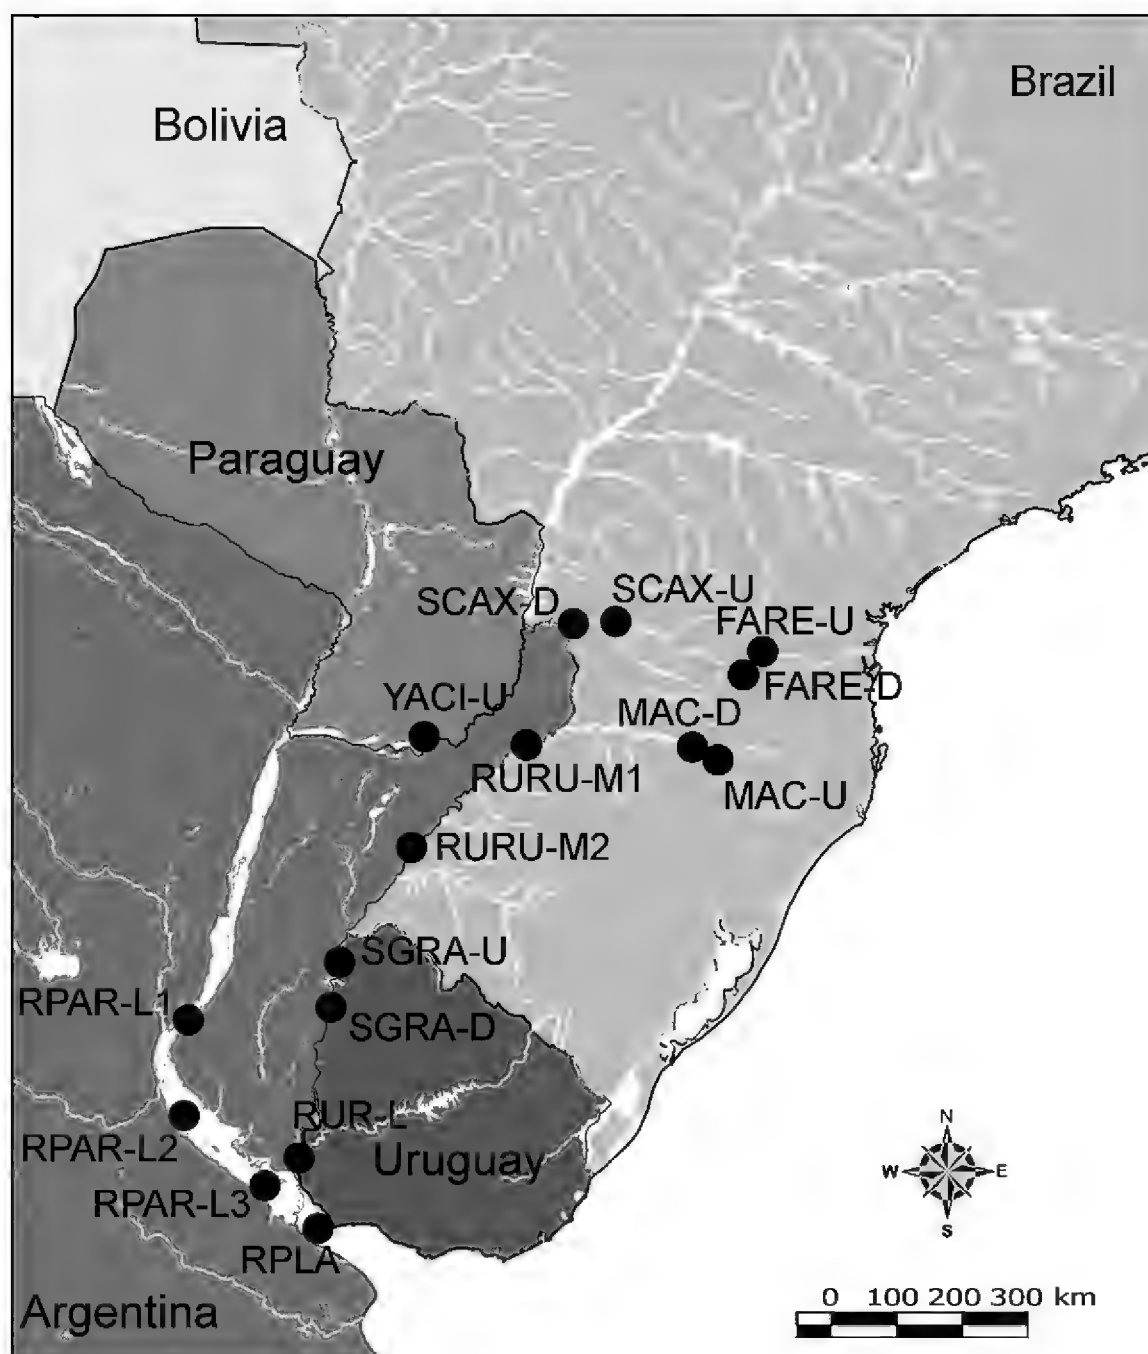 Brazil
Bolivia
Paraguay
SCAX-D
SCAX-U
FARE-U
FARE-D
YACI-U
MAC-D
RURU-M1
MAC-U
RURU-M2
SGRA-U
RPAR-L1
SGRA-D
RUR-L
RPAR-L2
Uruguay
RPAR-L3
RPLA
Argentina
N
W E
S
0 100 200 300 km